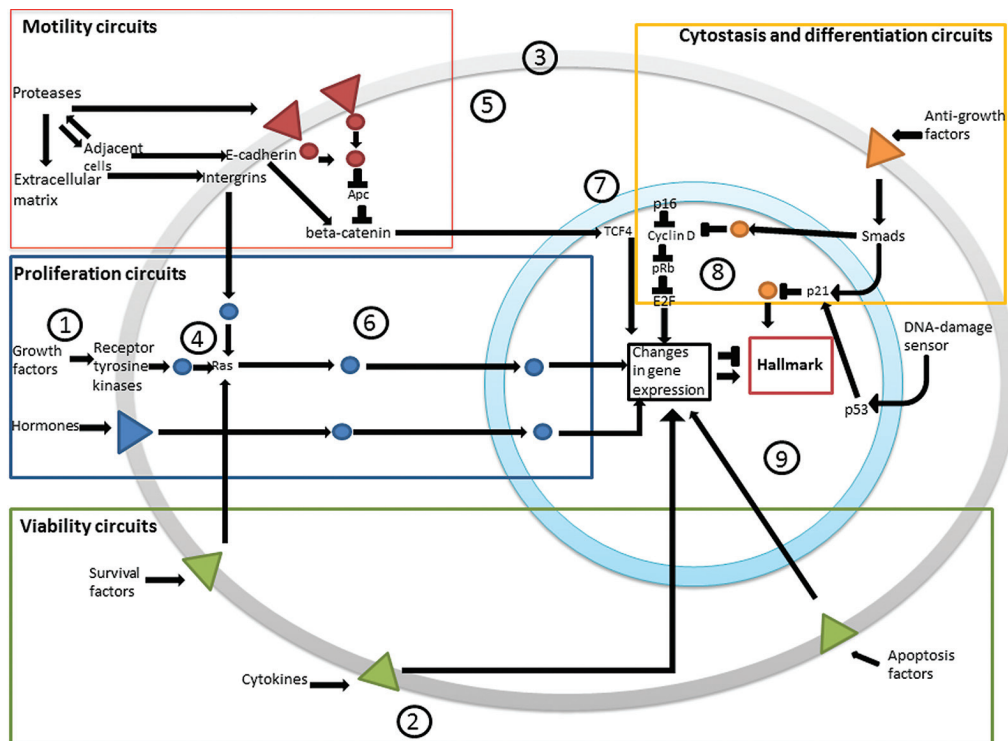 Motility circuits
Proteases
Adjacent
cells
Extracellular
matrix
E-cadherin
Intergrins
Apc
beta-catenin
3
5
Cytostasis and differentiation circuits
Anti-growth
factors
7
p16
TCF4
Cyclin D
pRb
E2F
8
Smads
p21
Proliferation circuits
1
Growth
factors
Receptor
tyrosine
kinases
4
Ras
6
Hormones
Changes
in gene
expression
Hallmark
DNA-damage
sensor
p53
9
Viability circuits
Survival
factors
Cytokines
2
Apoptosis
factors